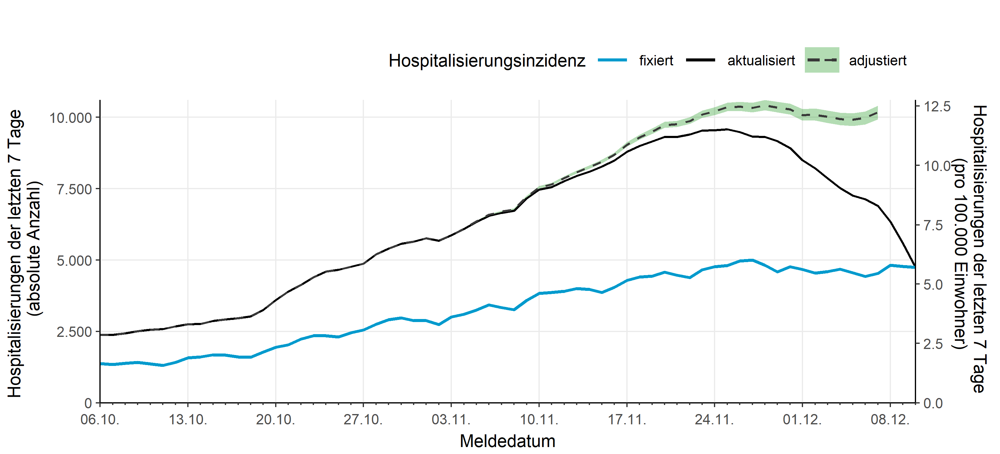 Hospitalisierungsinzidenz fixiert aktualisiert adjustiert
Hospitalisierungen der letzten 7 Tage
(absolute Anzahl)
10.000
7.500
5.000
2.500
0
12.5
10.0
7.5
5.0
2.5
0.0
Hospitalisierungen der letzten 7 Tage
(pro 100.000 Einwohner)
06.10. 13.10. 20.10. 27.10. 03.11. 10.11. 17.11. 24.11. 01.12. 08.12.
Meldedatum